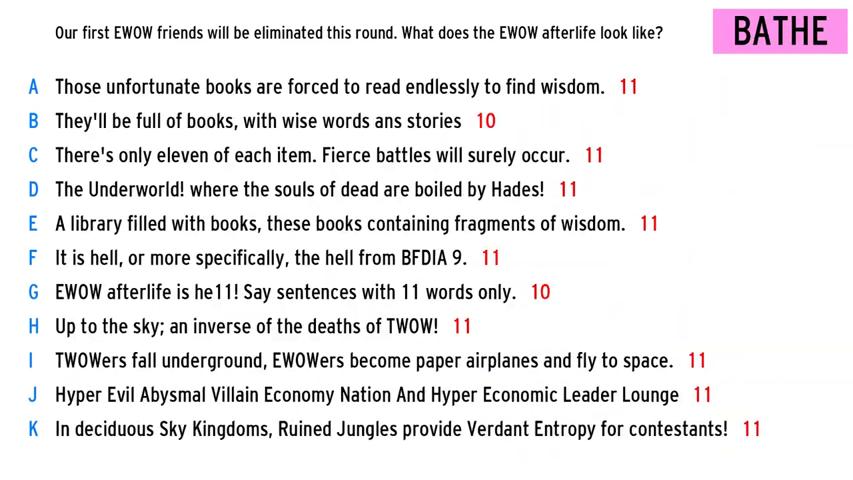 Our first EWOW friends will be eliminated this round. What does the EWOW afterlife look like?
BATHE
A Those unfortunate books are forced to read endlessly to find wisdom. 11
B They'll be full of books, with wise words ans stories 10
C There's only eleven of each item. Fierce battles will surely occur. 11
D The Underworld! where the souls of dead are boiled by Hades! 11
E A library filled with books, these books containing fragments of wisdom. 11
F It is hell, or more specifically, the hell from BFDIA 9. 11
G EWOW afterlife is he11! Say sentences with 11 words only. 10
H Up to the sky; an inverse of the deaths of TWOW! 11
I TWOWers fall underground, EWOWers become paper airplanes and fly to space. 11
J Hyper Evil Abysmal Villain Economy Nation And Hyper Economic Leader Lounge 11
K In deciduous Sky Kingdoms, Ruined Jungles provide Verdant Entropy for contestants! 11